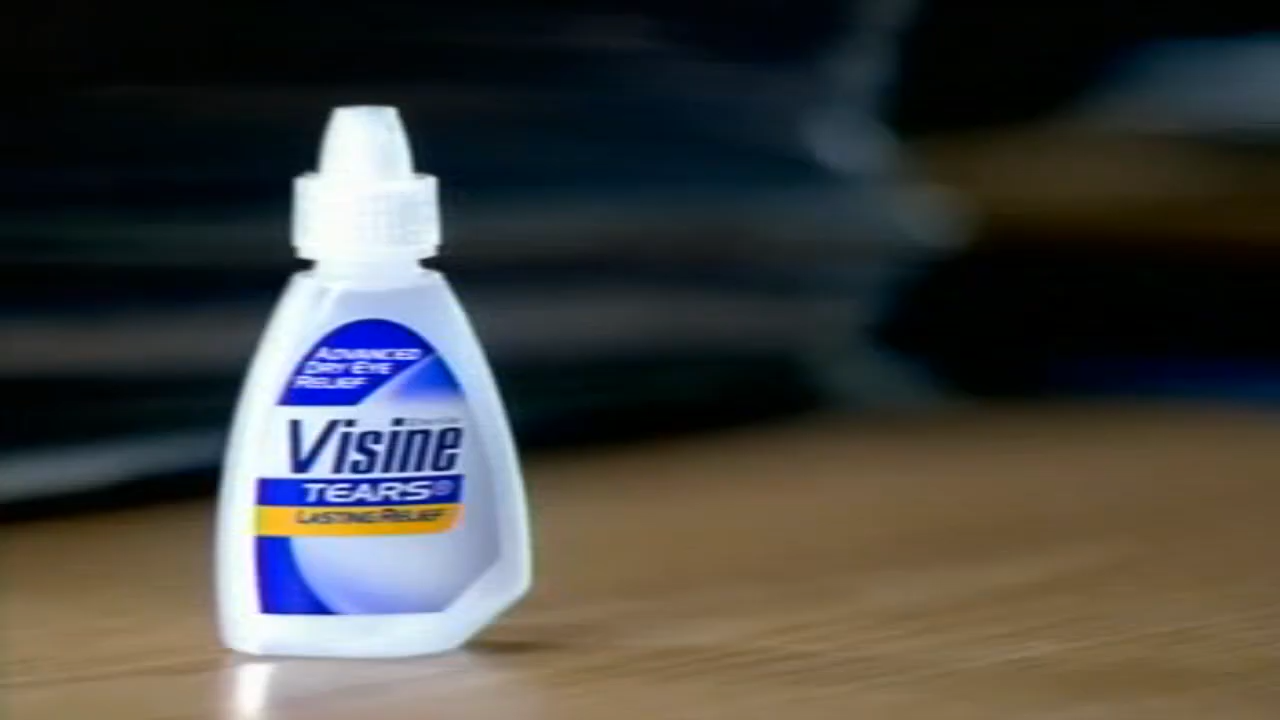 ADVANCED
DRY EYE
RELIEF
Visine
TEARS®
LASTING RELIEF